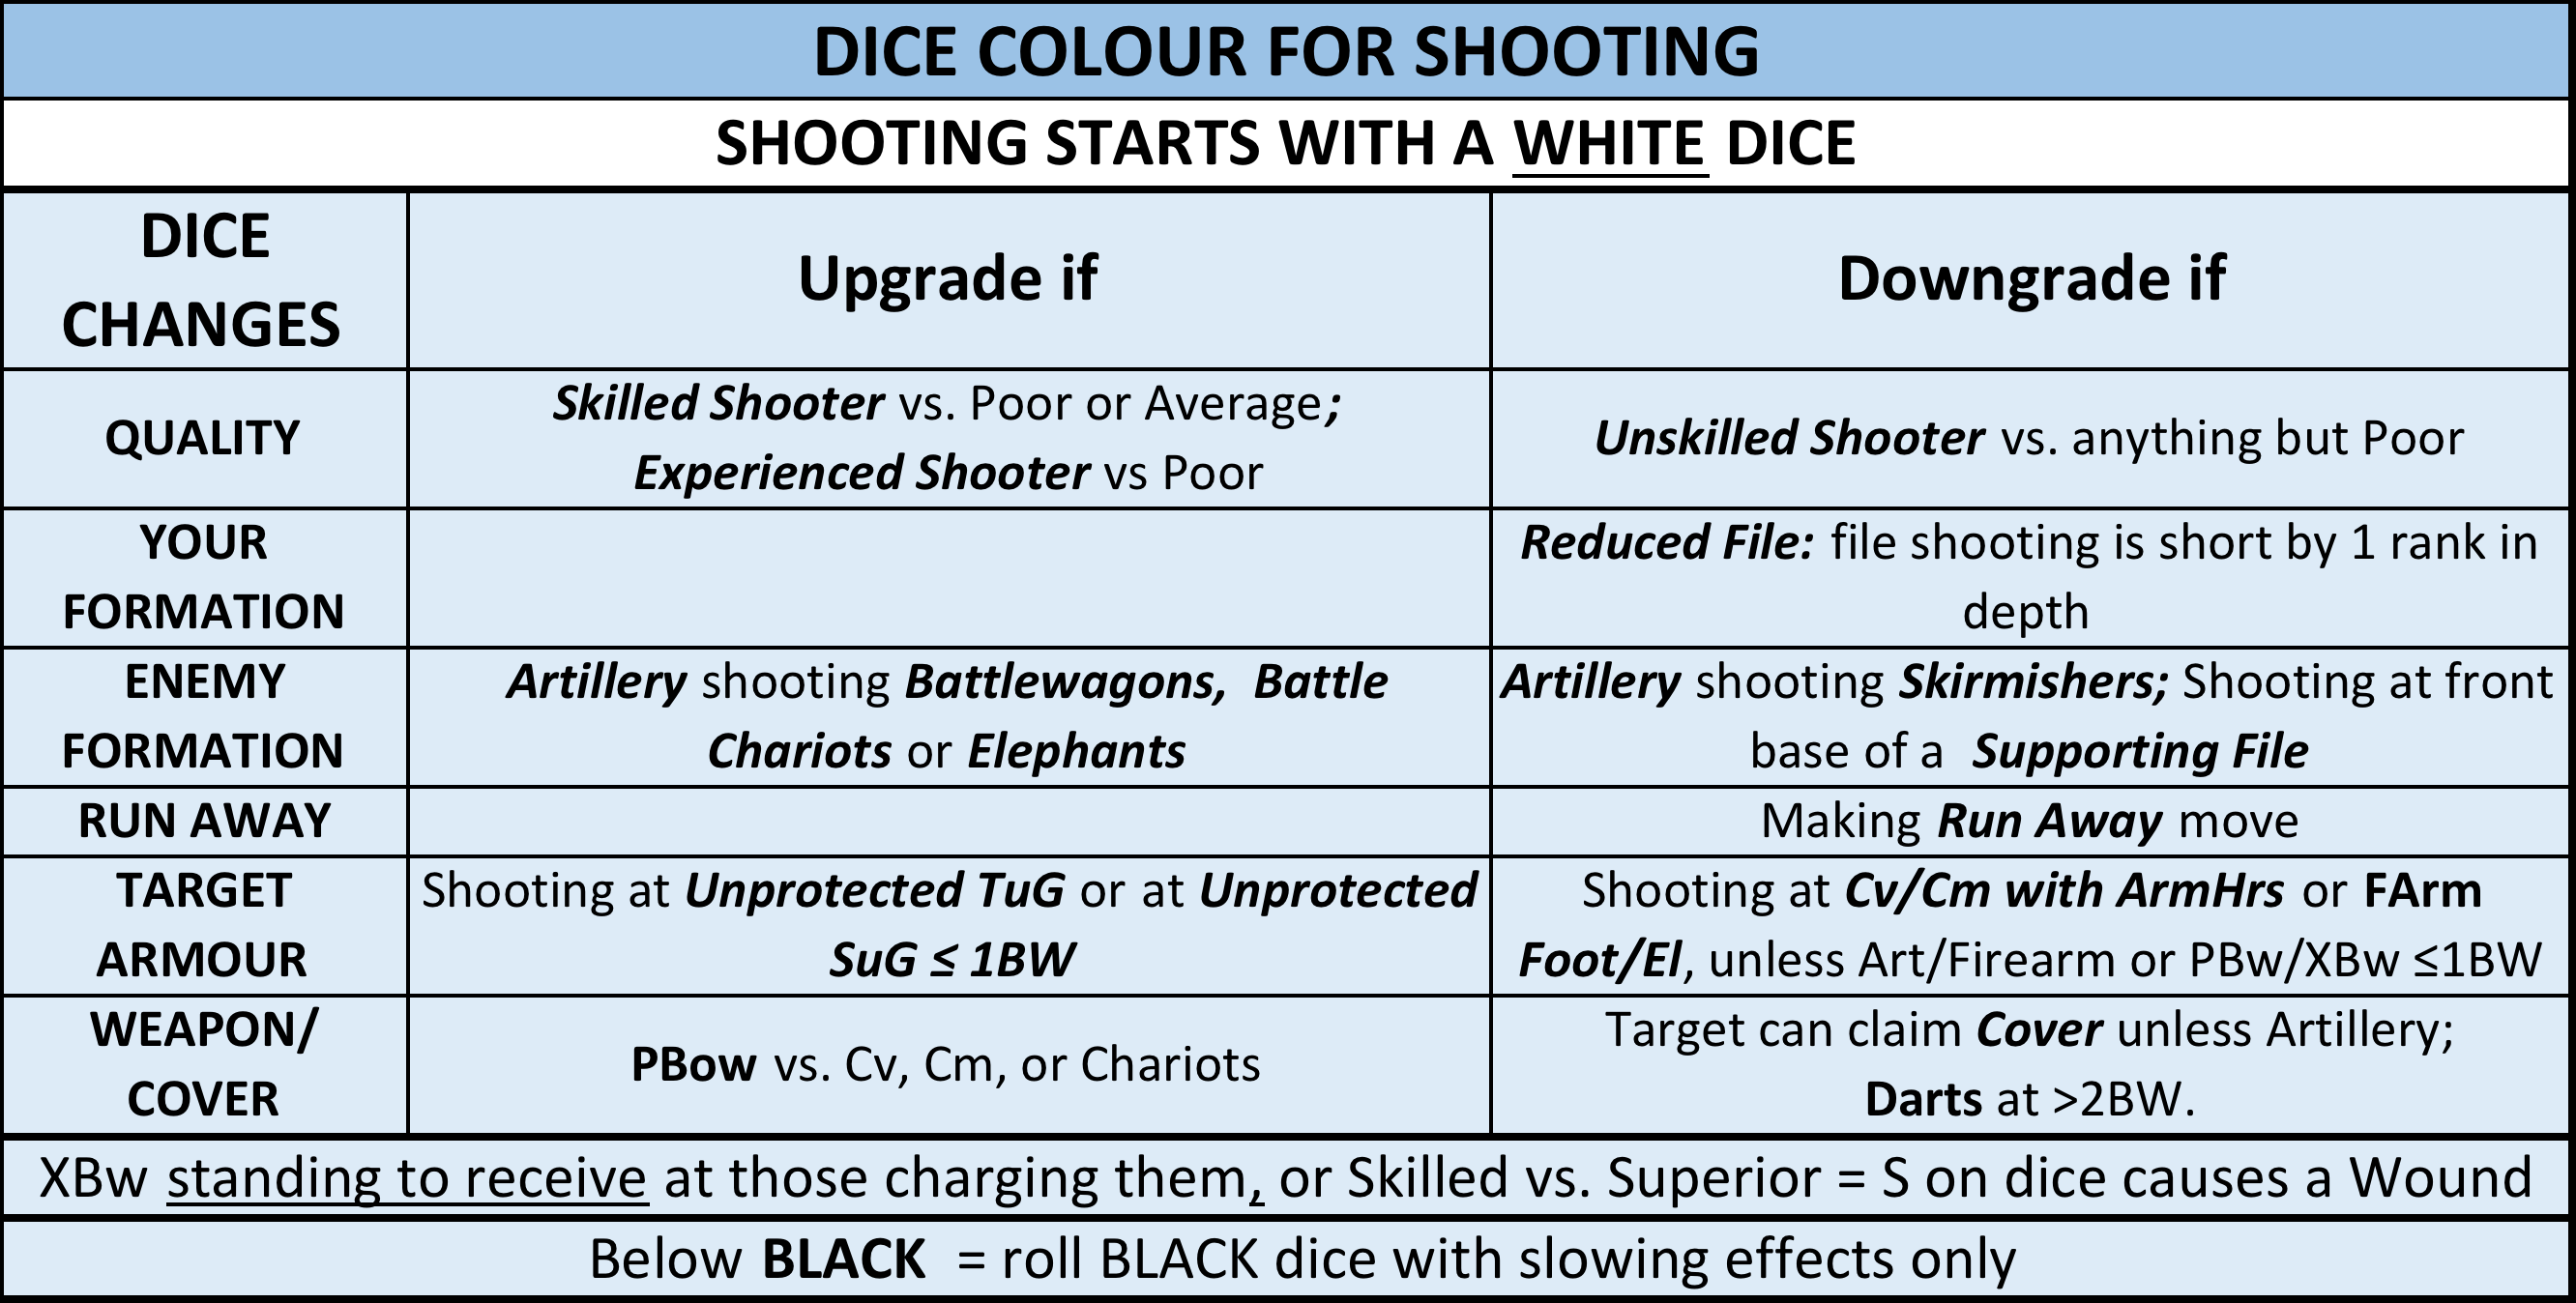 DICE COLOUR FOR SHOOTING
SHOOTING STARTS WITH A WHITE DICE
DICE
CHANGES
Upgrade if
Downgrade if
QUALITY
Skilled Shooter vs. Poor or Average;
Experienced Shooter vs Poor
Unskilled Shooter vs. anything but Poor
YOUR
FORMATION
Reduced File: file shooting is short by 1 rank in
depth
ENEMY
FORMATION
Artillery shooting Battlewagons, Battle
Chariots or Elephants
Artillery shooting Skirmishers; Shooting at front
base of a Supporting File
RUN AWAY
Making Run Away move
TARGET
ARMOUR
Shooting at Unprotected TuG or at Unprotected
SuG ≤ 1BW
Shooting at Cv/Cm with ArmHrs or FArm
Foot/El, unless Art/Firearm or PBw/XBw ≤1BW
WEAPON/
COVER
PBow vs. Cv, Cm, or Chariots
Target can claim Cover unless Artillery;
Darts at >2BW.
XBw standing to receive at those charging them, or Skilled vs. Superior = S on dice causes a Wound
Below BLACK = roll BLACK dice with slowing effects only